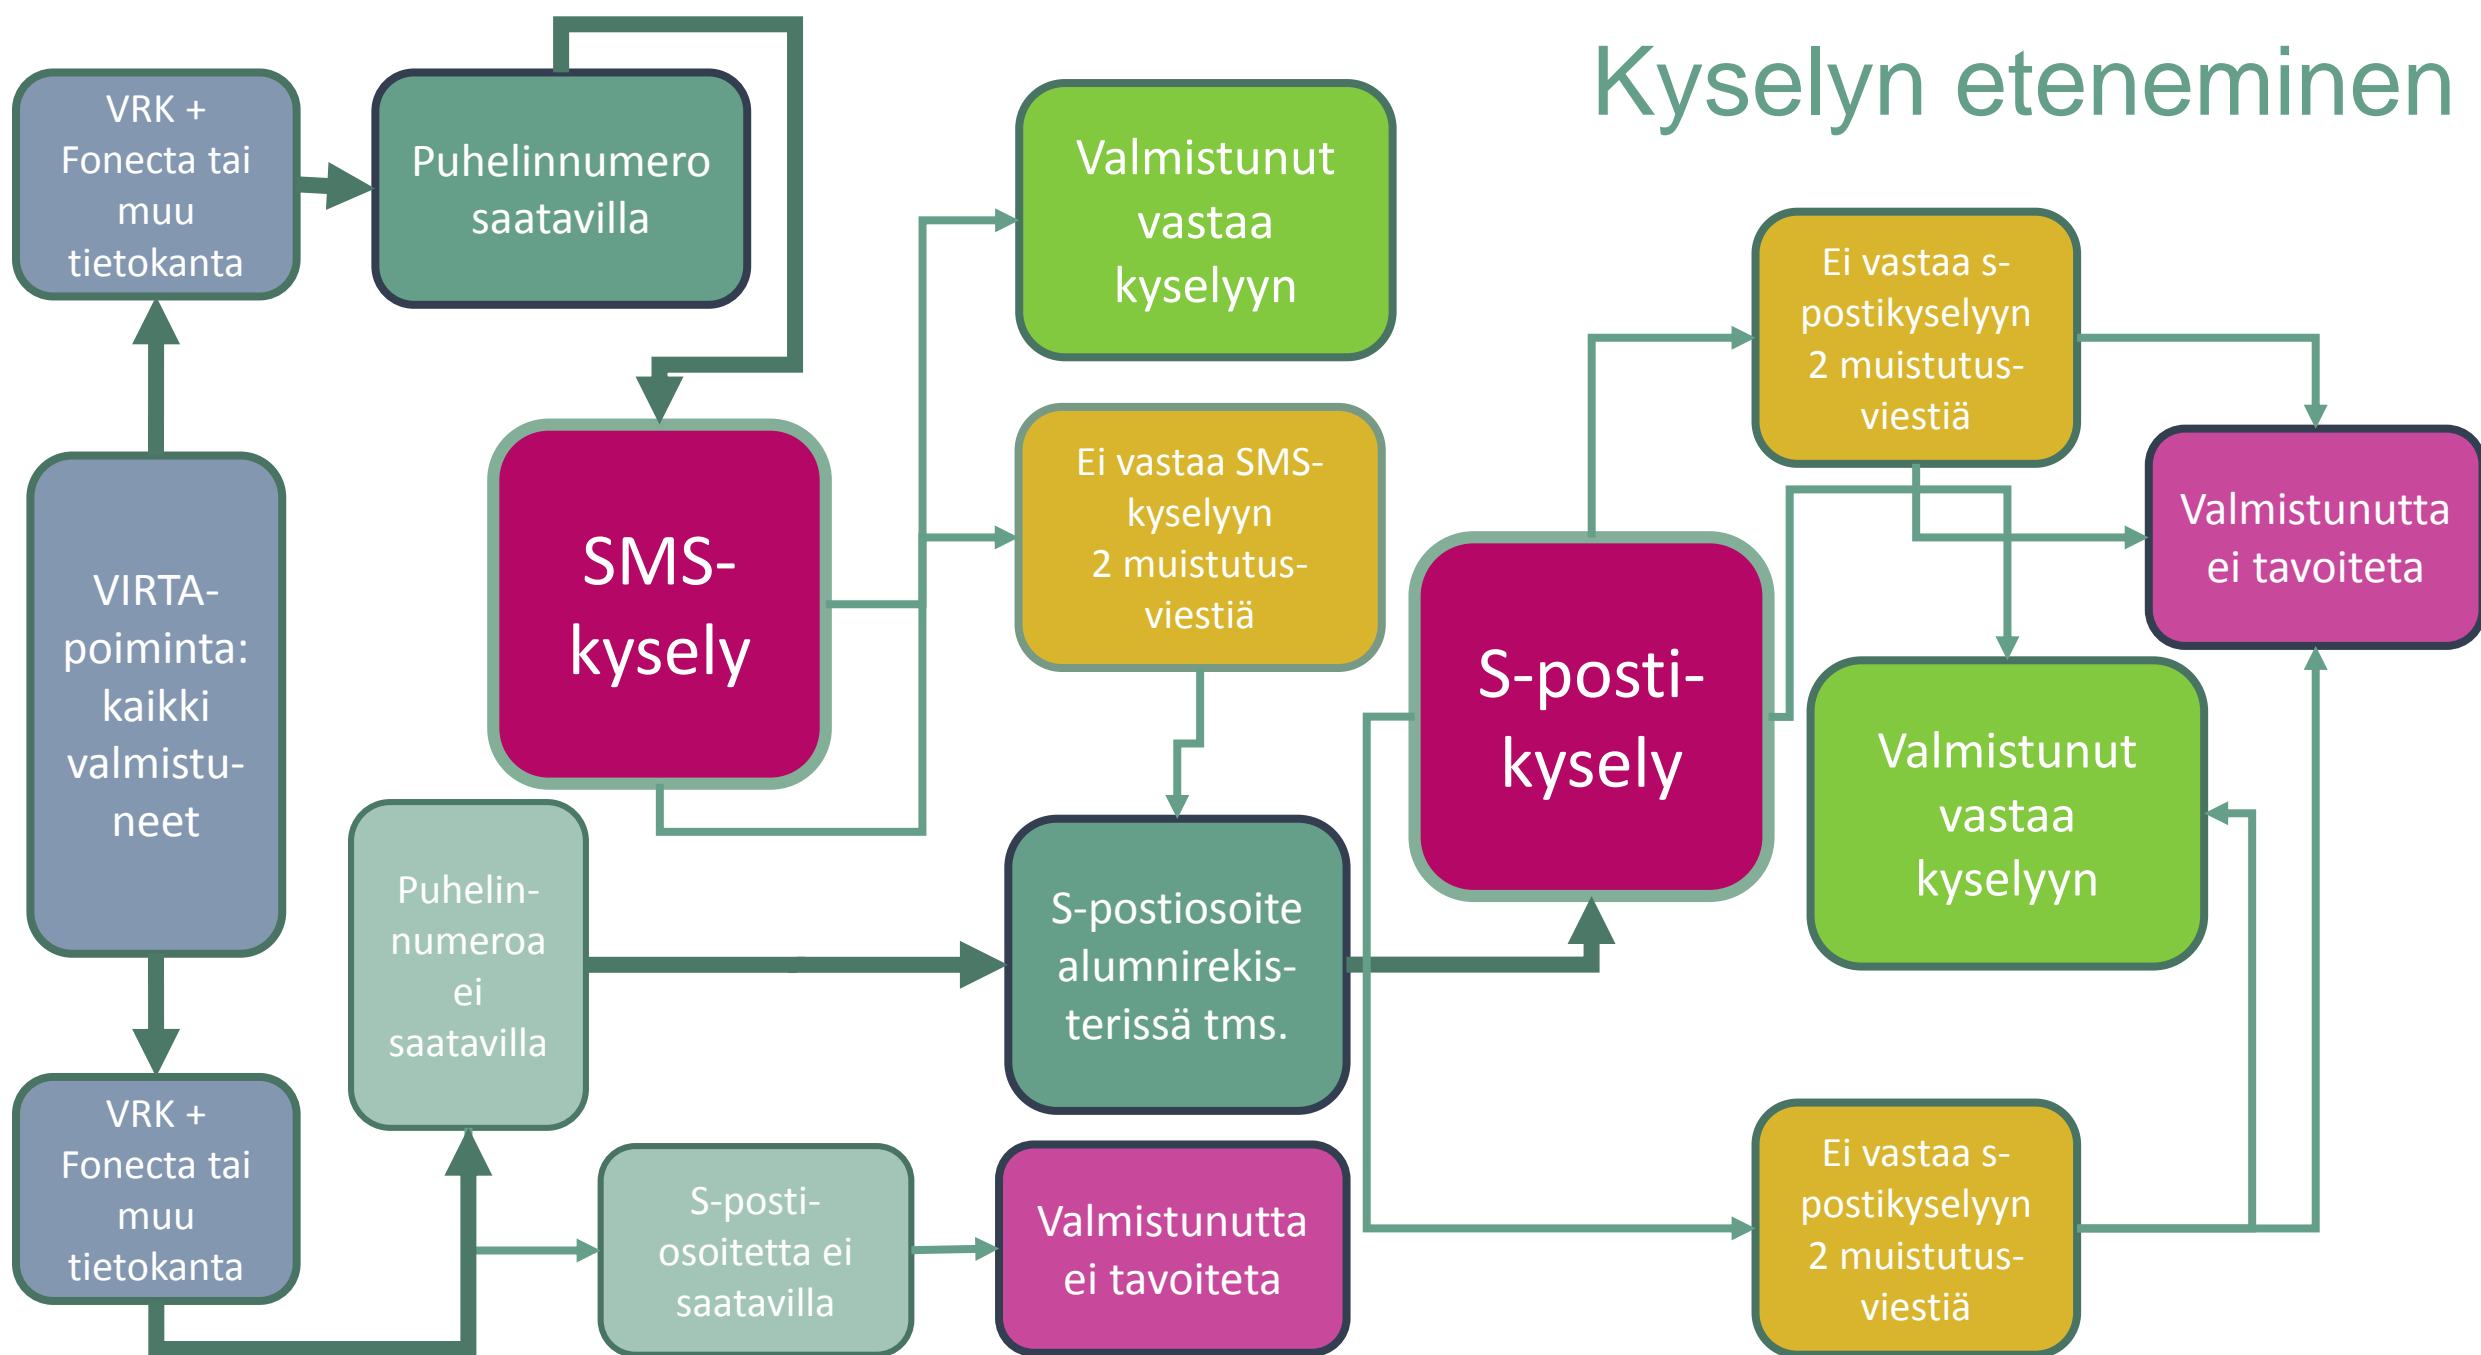 Kyselyn eteneminen
VRK +
Fonecta tai
muu
tietokanta
Puhelinnumero
saatavilla
Valmistunut
vastaa
kyselyyn
Ei vastaa s-
postikyselyyn
2 muistutus-
viestiä
VIRTA-
poiminta:
kaikki
valmistu-
neet
SMS-
kysely
Ei vastaa SMS-
kyselyyn
2 muistutus-
viestiä
S-posti-
kysely
Valmistunutta
ei tavoiteta
Valmistunut
vastaa
kyselyyn
Puhelin-
numeroa
ei
saatavilla
S-postiosoite
alumnirekis-
terissä tms.
VRK +
Fonecta tai
muu
tietokanta
S-posti-
osoitetta ei
saatavilla
Valmistunutta
ei tavoiteta
Ei vastaa s-
postikyselyyn
2 muistutus-
viestiä